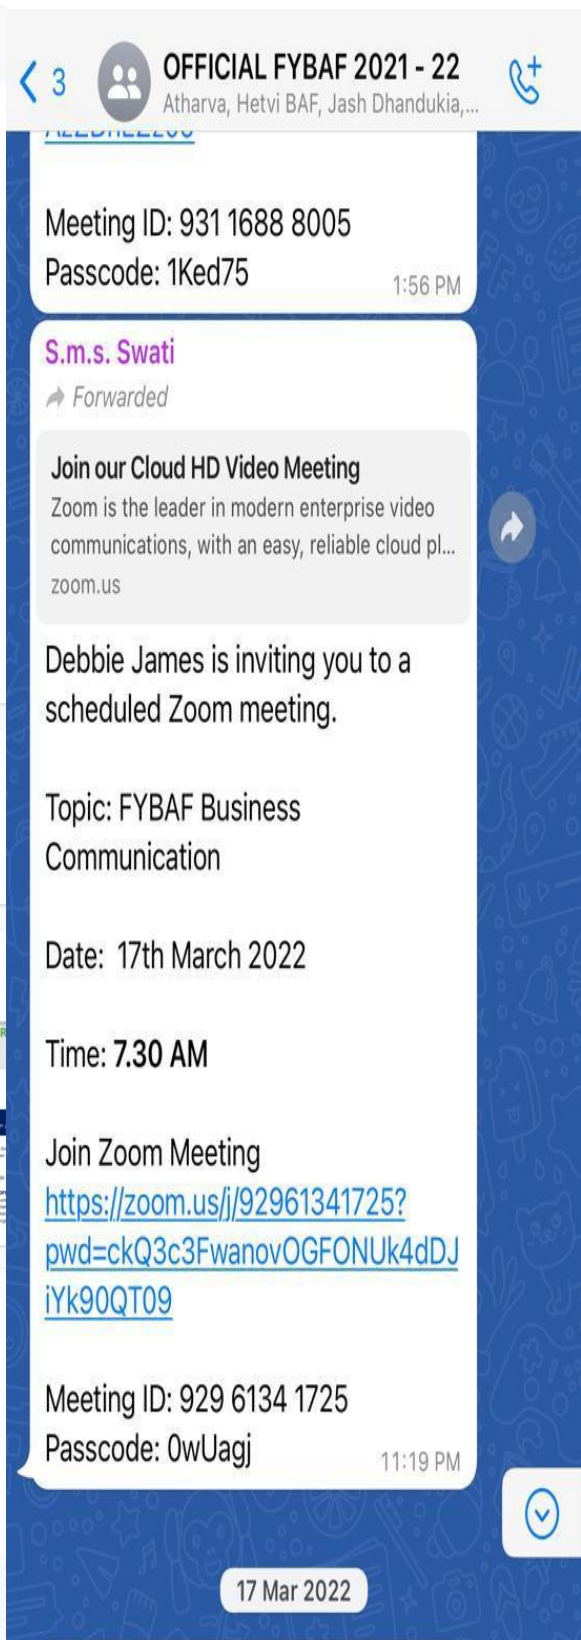 3
OFFICIAL FYBAF 2021 - 22
Atharva, Hetvi BAF, Jash Dhandukia,...
Meeting ID: 931 1688 8005
Passcode: 1Ked75
1:56 PM
S.m.s. Swati
Forwarded
Join our Cloud HD Video Meeting
Zoom is the leader in modern enterprise video
communications, with an easy, reliable cloud pl...
zoom.us
Debbie James is inviting you to a
scheduled Zoom meeting.
Topic: FYBAF Business
Communication
Date:  17th March 2022
Time: 7.30 AM
Join Zoom Meeting
https://zoom.us/j/92961341725?
pwd=ckQ3c3FwanovOGFONUk4dDJ
iYk90QT09
Meeting ID: 929 6134 1725
Passcode: 0wUagj
11:19 PM
17 Mar 2022